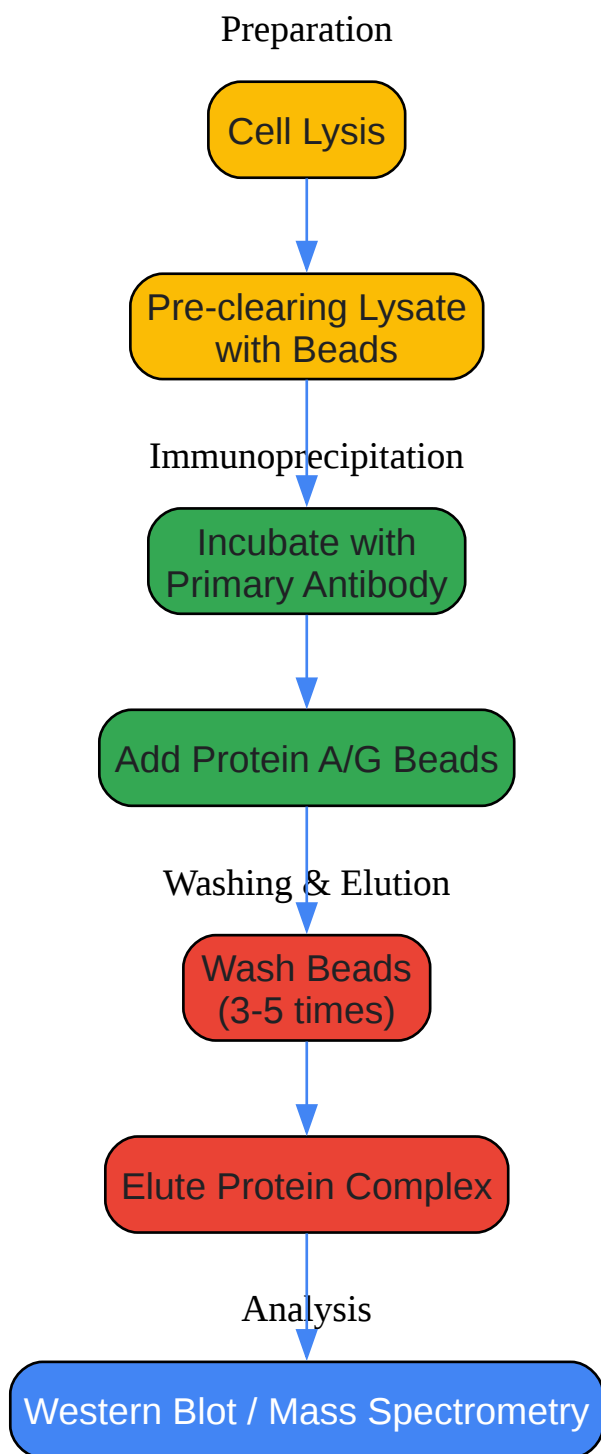 Preparation
Cell Lysis
Pre-clearing Lysate
with Beads
Immunoprecipitation
Incubate with
Primary Antibody
Add Protein A/G Beads
Washing & Elution
Wash Beads
(3-5 times)
Elute Protein Complex
Analysis
Western Blot / Mass Spectrometry